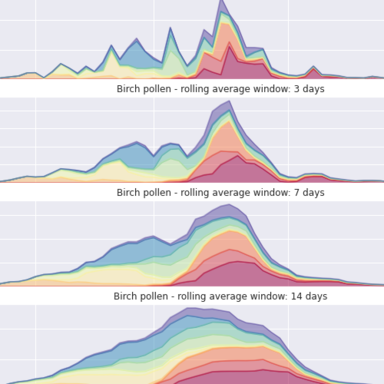 Birch pollen - rolling average window: 3 days
Birch pollen - rolling average window: 7 days
Birch pollen - rolling average window: 14 days